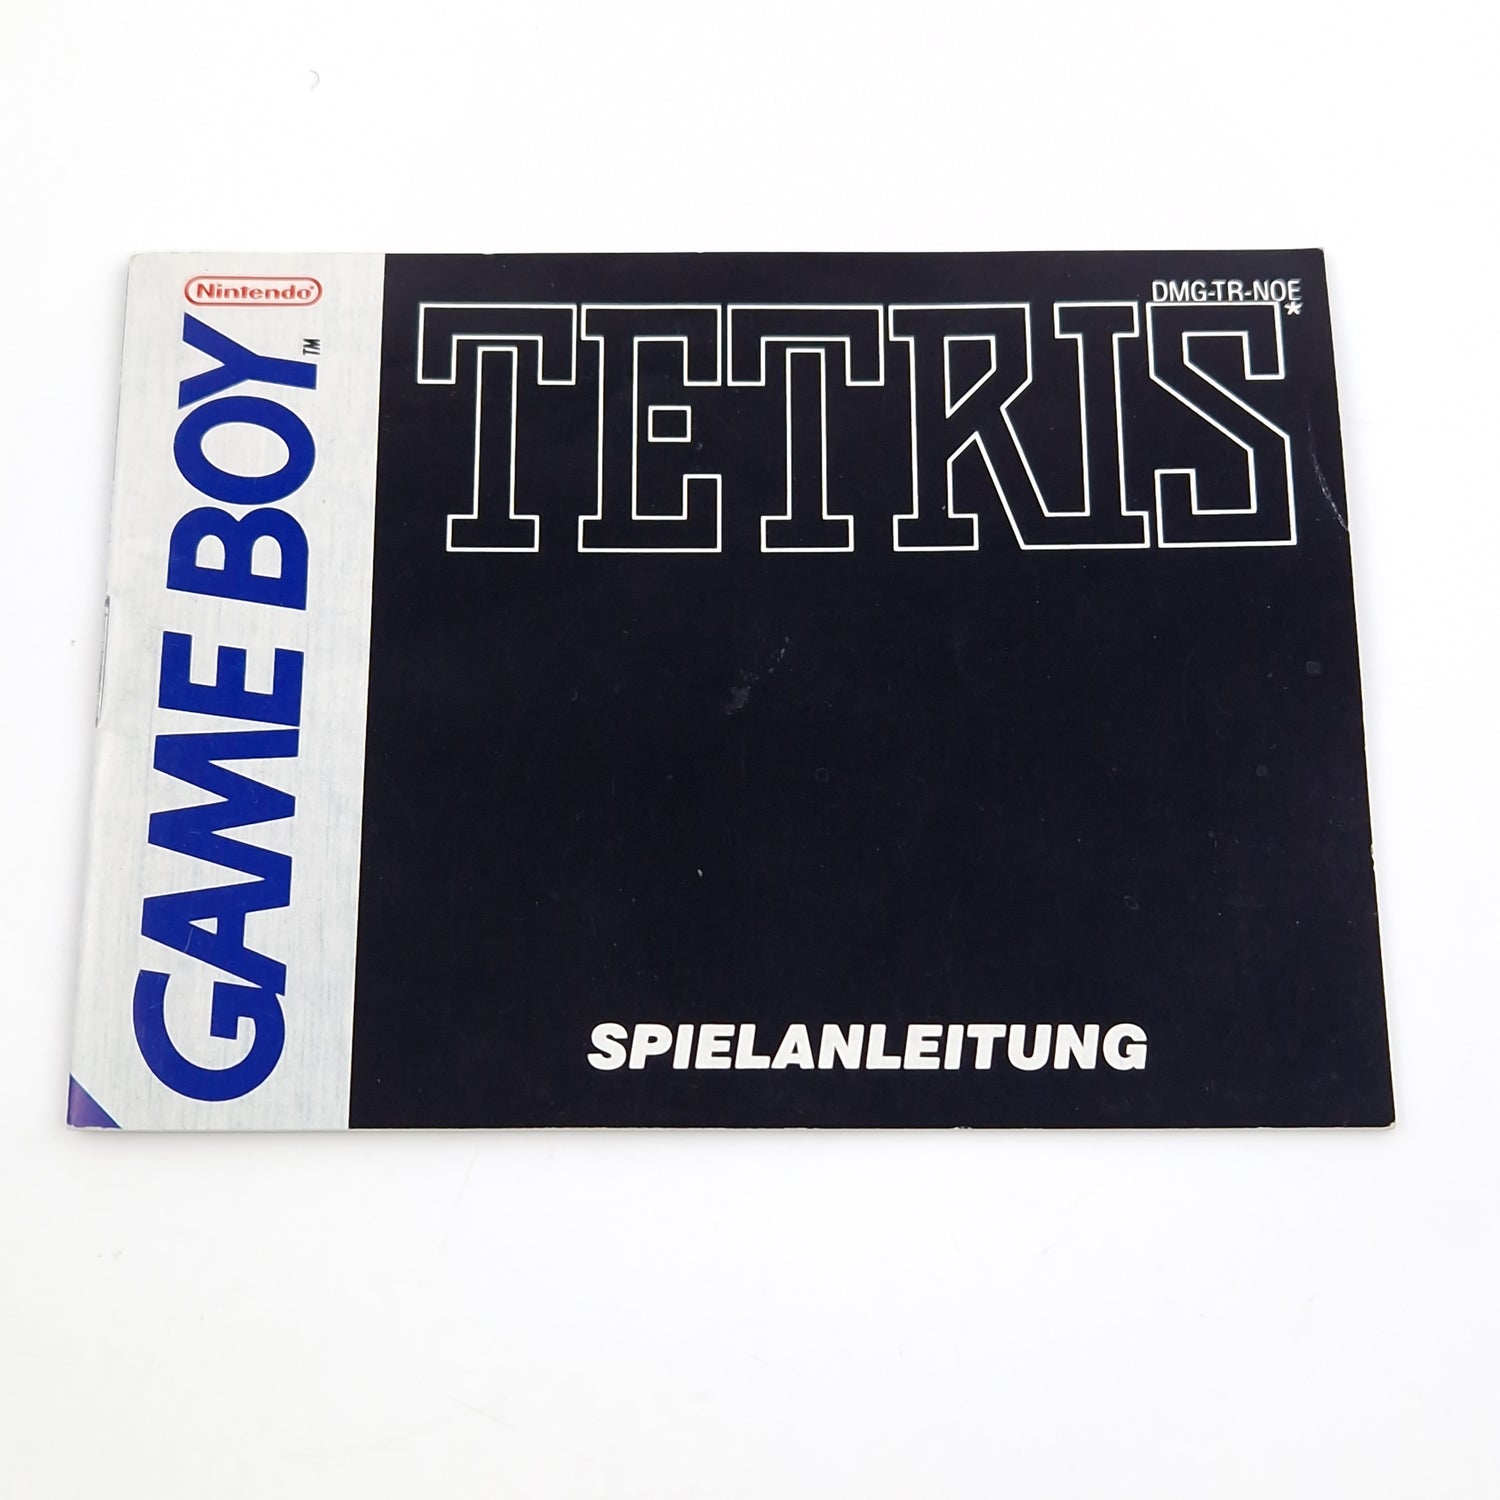 Nintendo®
GAME BOY™
DMG-TR-NOE
TETRIS*
SPIELANLEITUNG